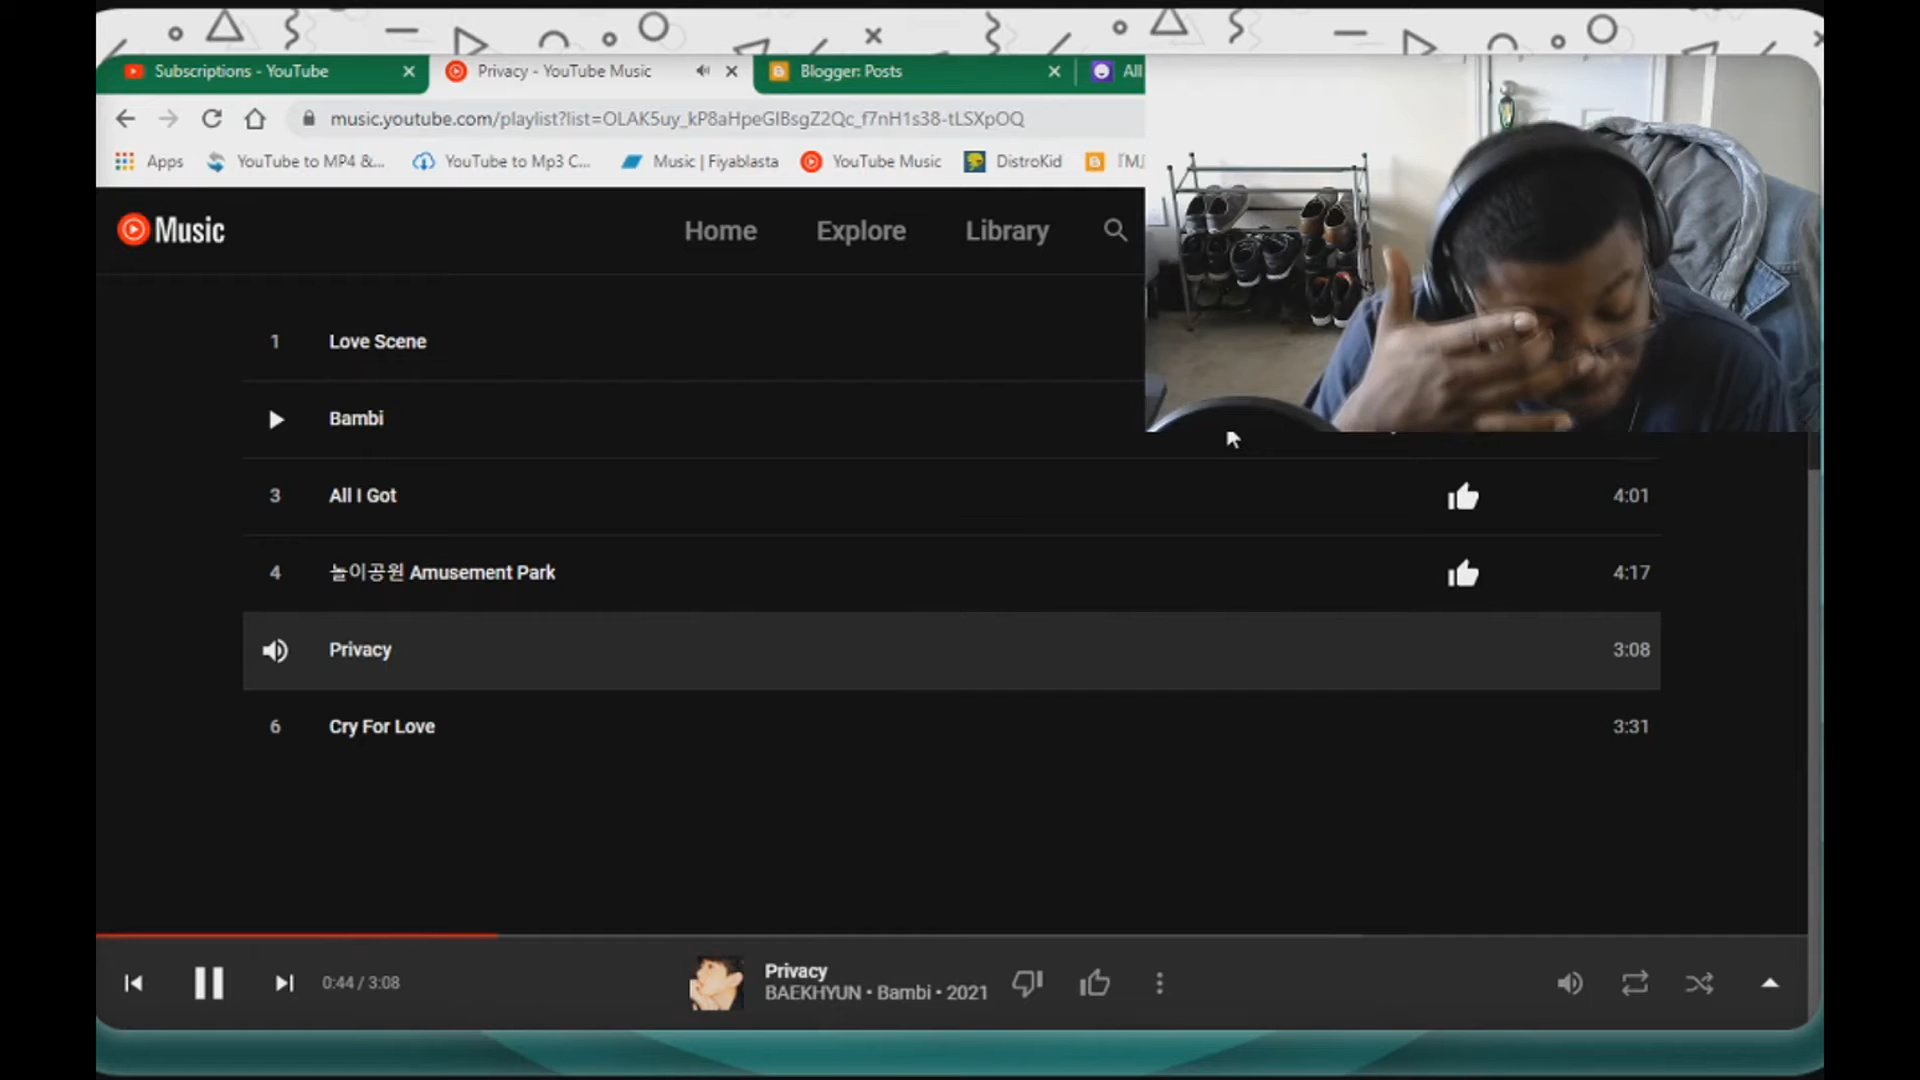 Subscriptions - YouTube
Privacy - YouTube Music
Blogger: Posts
All
music.youtube.com/playlist?list=OLAK5uy_kP8aHpeGlBsgZ2Qc_f7nH1s38-tLSXpOQ
Apps
YouTube to MP4 &...
YouTube to Mp3 C...
Music | Fiyablasta
YouTube Music
DistroKid
Music
Home
Explore
Library
1 Love Scene
Bambi
3 All I Got 4:01
4 놀이공원 Amusement Park 4:17
Privacy 3:08
6 Cry For Love 3:31
0:44 / 3:08
Privacy
BAEKHYUN • Bambi • 2021